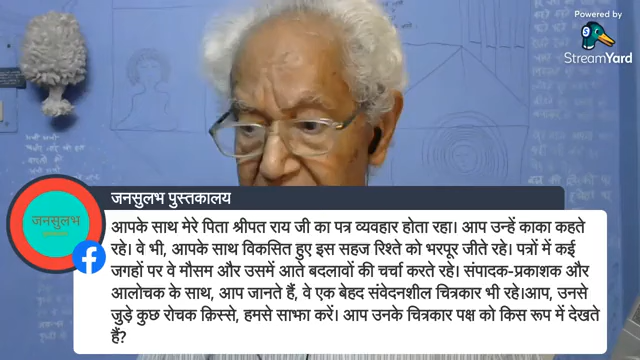 Powered by
StreamYard
जनसुलभ पुस्तकालय
जनसुलभ
आपके साथ मेरे पिता श्रीपत राय जी का पत्र व्यवहार होता रहा। आप उन्हें काका कहते
रहे। वे भी, आपके साथ विकसित हुए इस सहज रिश्ते को भरपूर जीते रहे। पत्रों में कई
जगहों पर वे मौसम और उसमें आते बदलावों की चर्चा करते रहे। संपादक-प्रकाशक और
आलोचक के साथ, आप जानते हैं, वे एक बेहद संवेदनशील चित्रकार भी रहे।आप, उनसे
जुड़े कुछ रोचक क़िस्से, हमसे साझा करें। आप उनके चित्रकार पक्ष को किस रूप में देखते
हैं?